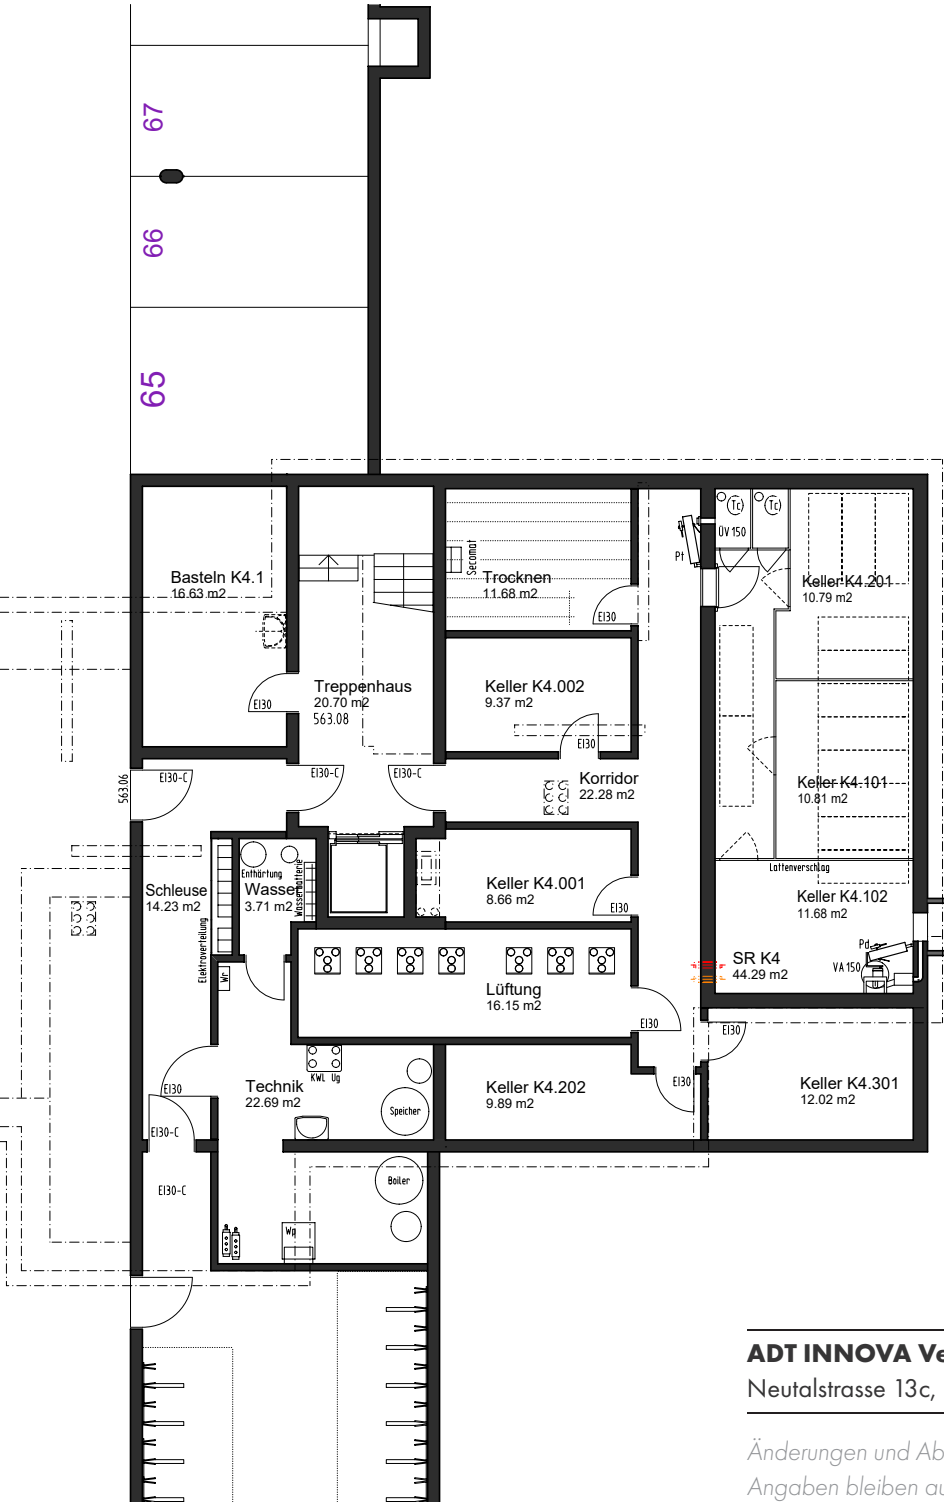 67
66
65
Basteln K4.1
16.63 m2
EI30
Treppenhaus
20.70 m2
563.08
Secomat
Trocknen
11.68 m2
EI30
Pt
ÜV 150
Tc
Tc
Keller K4.201
10.79 m2
Keller K4.002
9.37 m2
EI30
563.06
EI30-C
EI30-C
EI30-C
Korridor
22.28 m2
Keller K4.101
10.81 m2
Lattenverschlag
Keller K4.102
11.68 m2
Schleuse
14.23 m2
Elektroverteilung
Enthärtung
Wasser
3.71 m2
Wasserbatterie
Keller K4.001
8.66 m2
EI30
SR K4
44.29 m2
Pd
VA 150
Wr
Lüftung
16.15 m2
EI30
EI30
KWL Ug
Technik
22.69 m2
EI30
Speicher
Keller K4.202
9.89 m2
EI30
Keller K4.301
12.02 m2
EI30-C
EI30-C
Boiler
Wp
ADT INNOVA Ve
Neutalstrasse 13c,
Änderungen und Ab
Angaben bleiben au